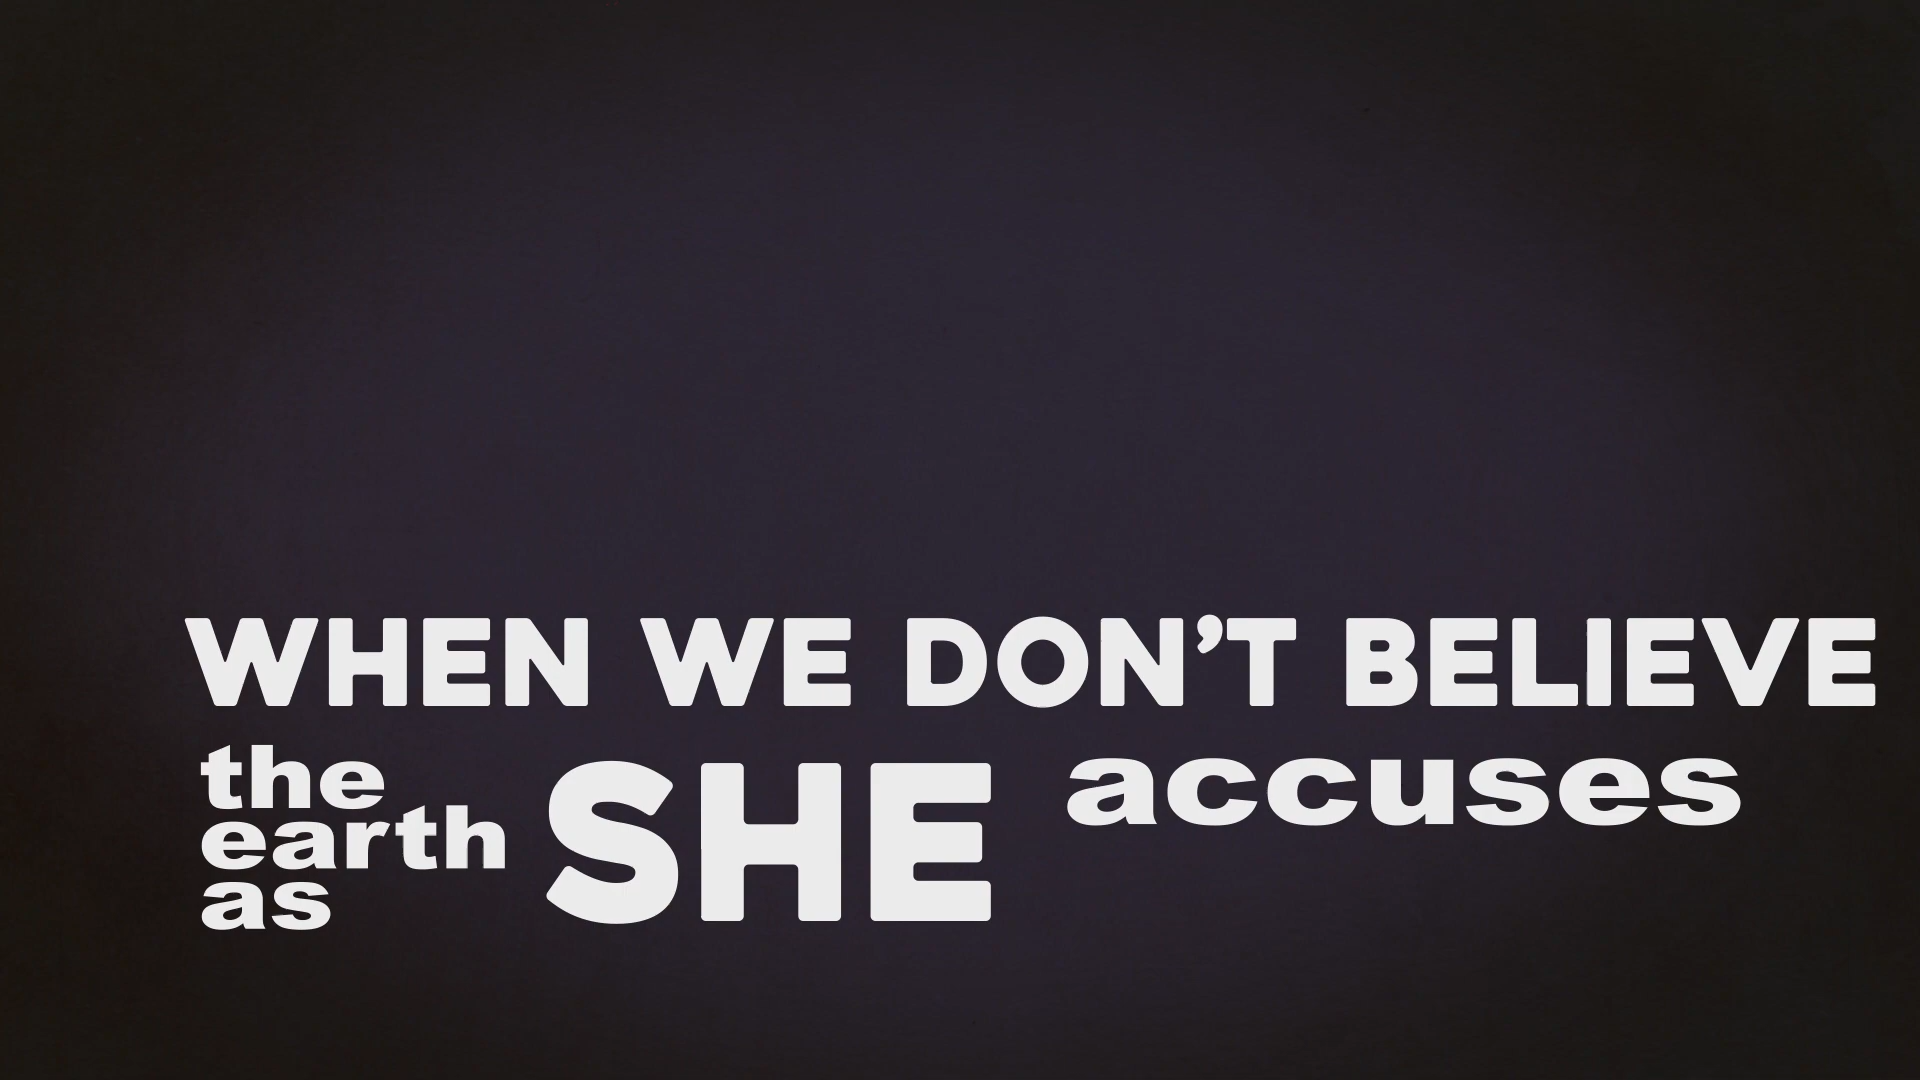 WHEN WE DON’T BELIEVE
the
earth
as
SHE
accuses